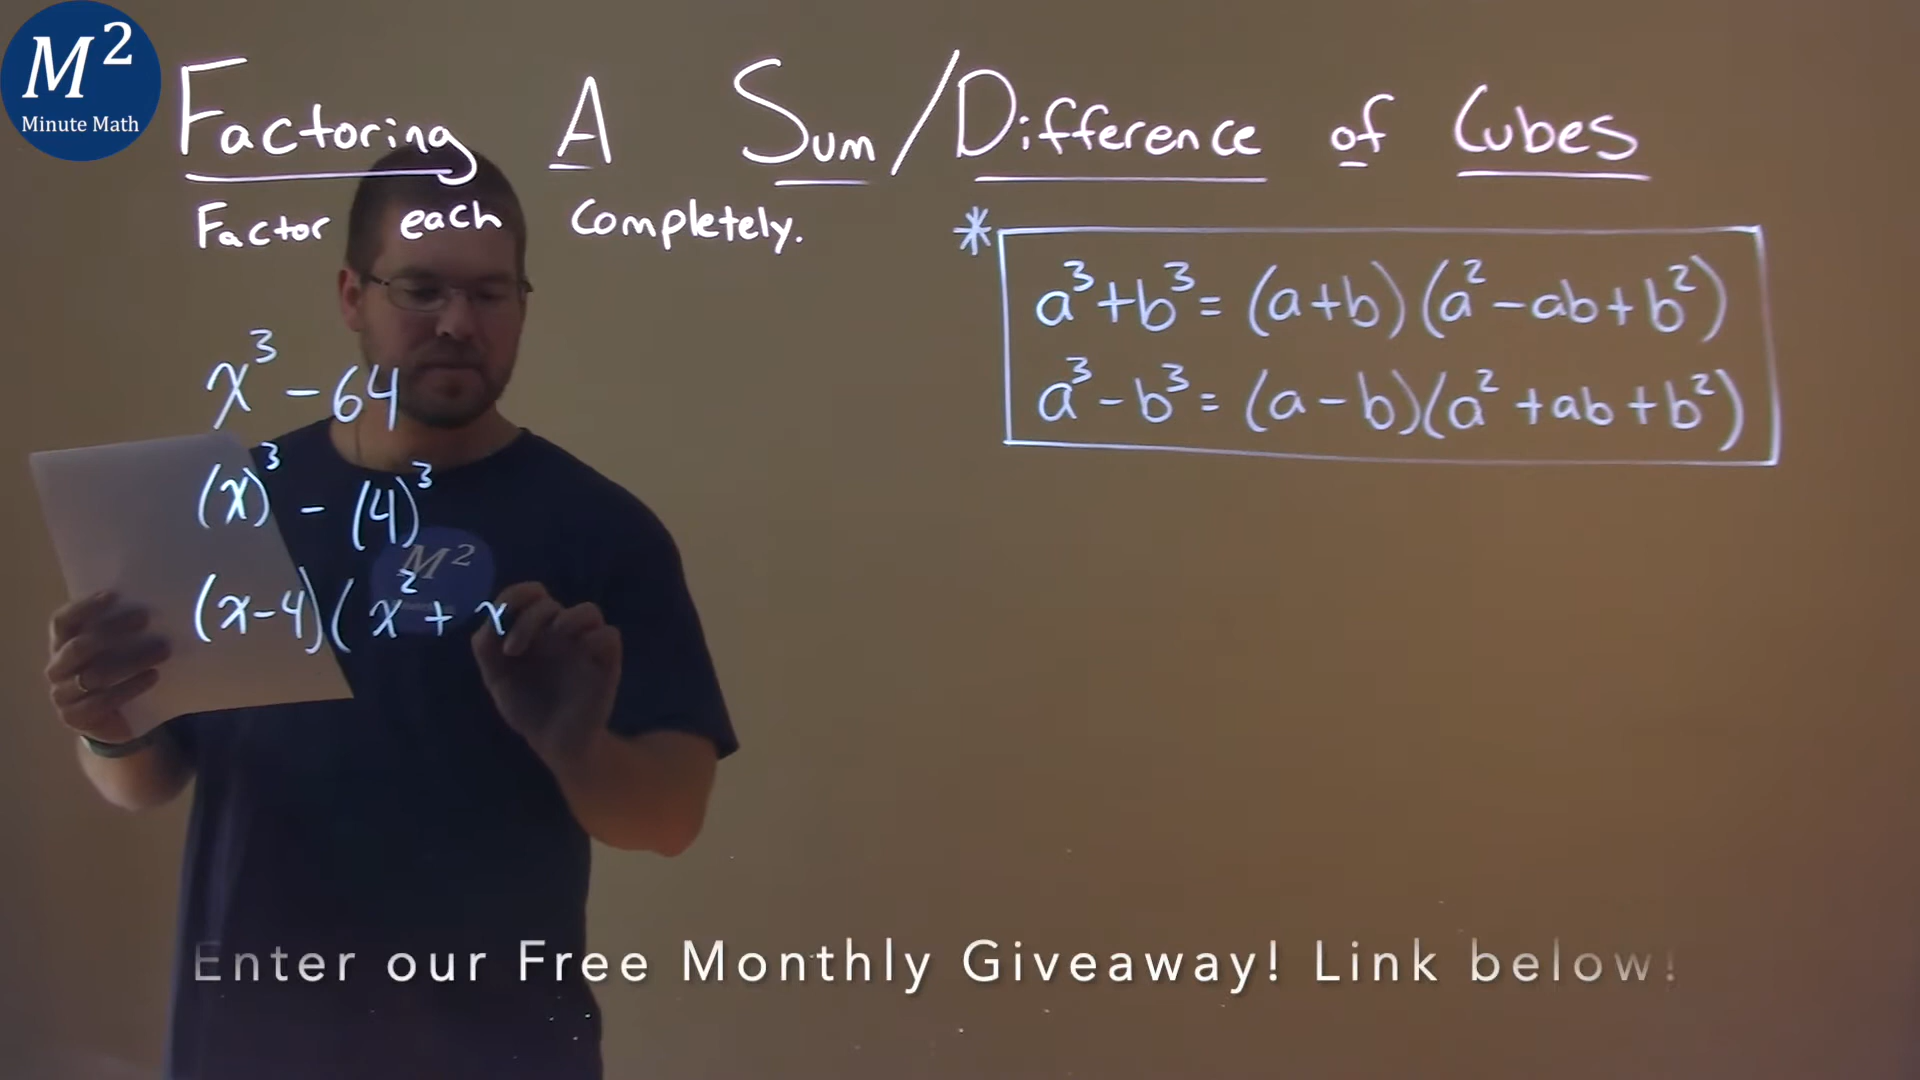 M²
Minute Math
Factoring A Sum/Difference of Cubes
Factor each completely.
*
a³+b³= (a+b)(a²-ab+b²)
a³-b³= (a-b)(a²+ab+b²)
x³-64
(x)³-(4)³
(x-4)(x²+ x
M²
Enter our Free Monthly Giveaway! Link below!